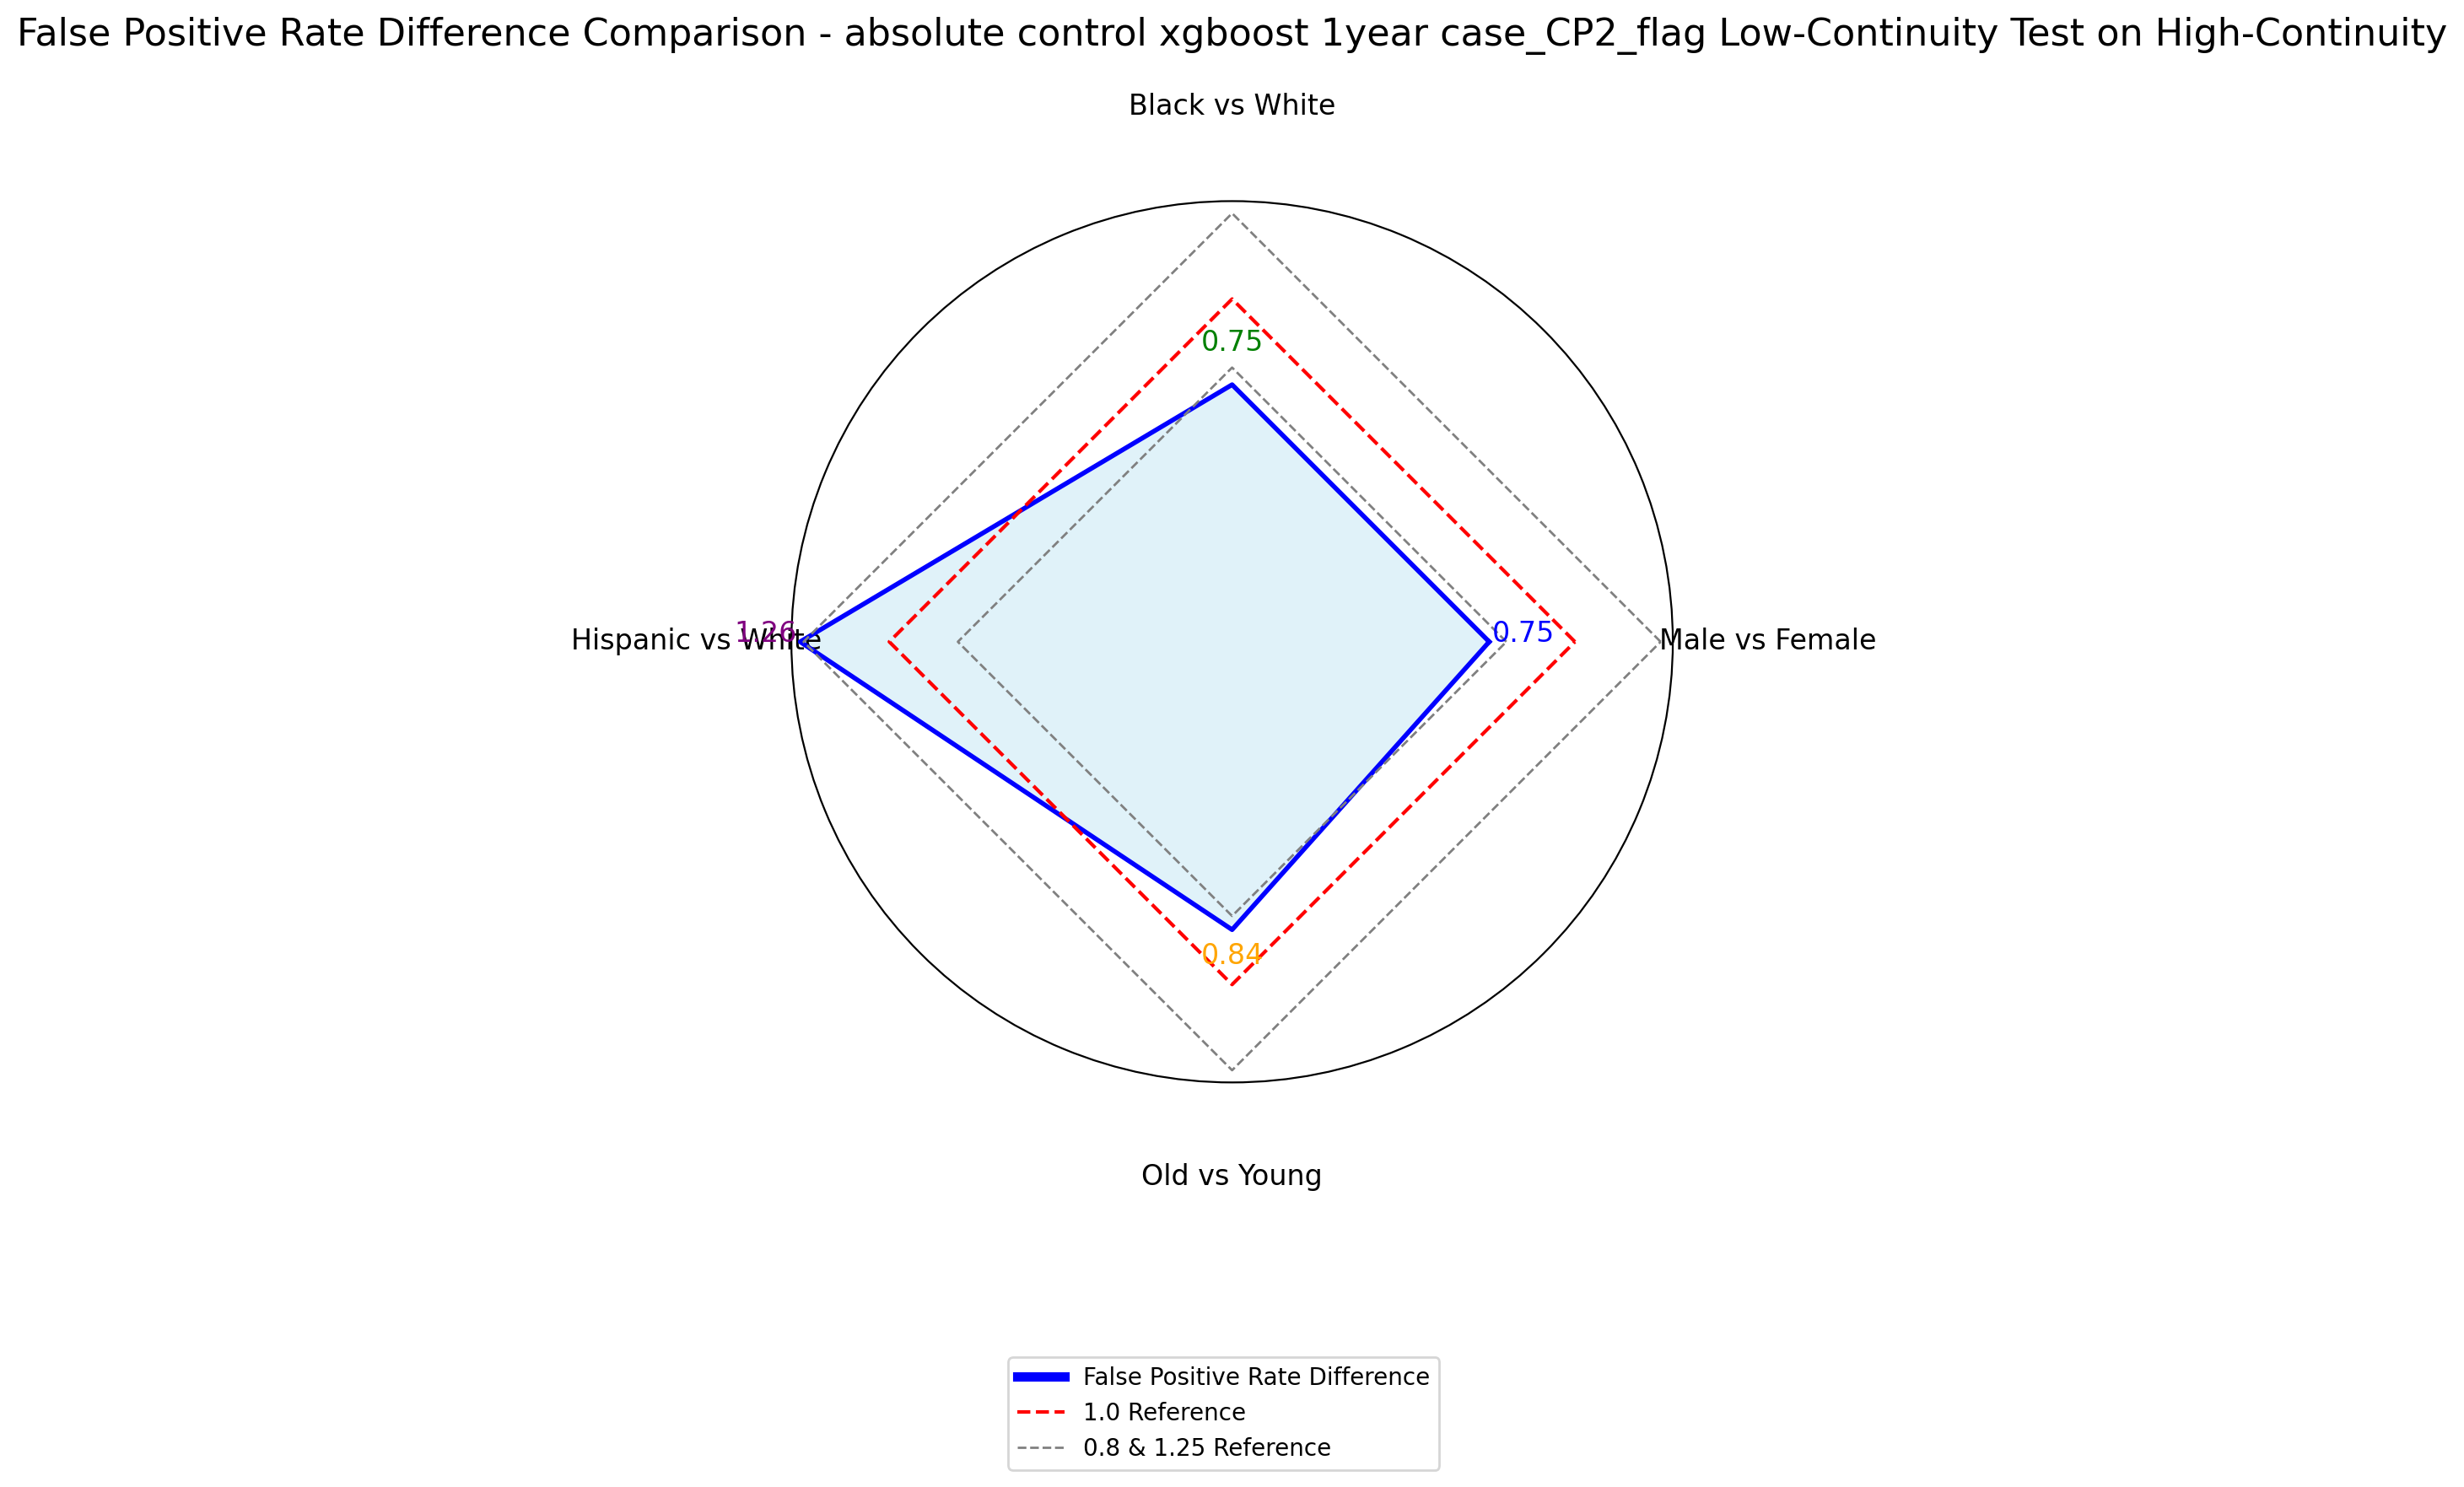 False Positive Rate Difference Comparison - absolute control xgboost 1year case_CP2_flag Low-Continuity Test on High-Continuity
Black vs White
0.75
Hispanic vs White
1.26
0.75
Male vs Female
0.84
Old vs Young
False Positive Rate Difference
1.0 Reference
0.8 & 1.25 Reference